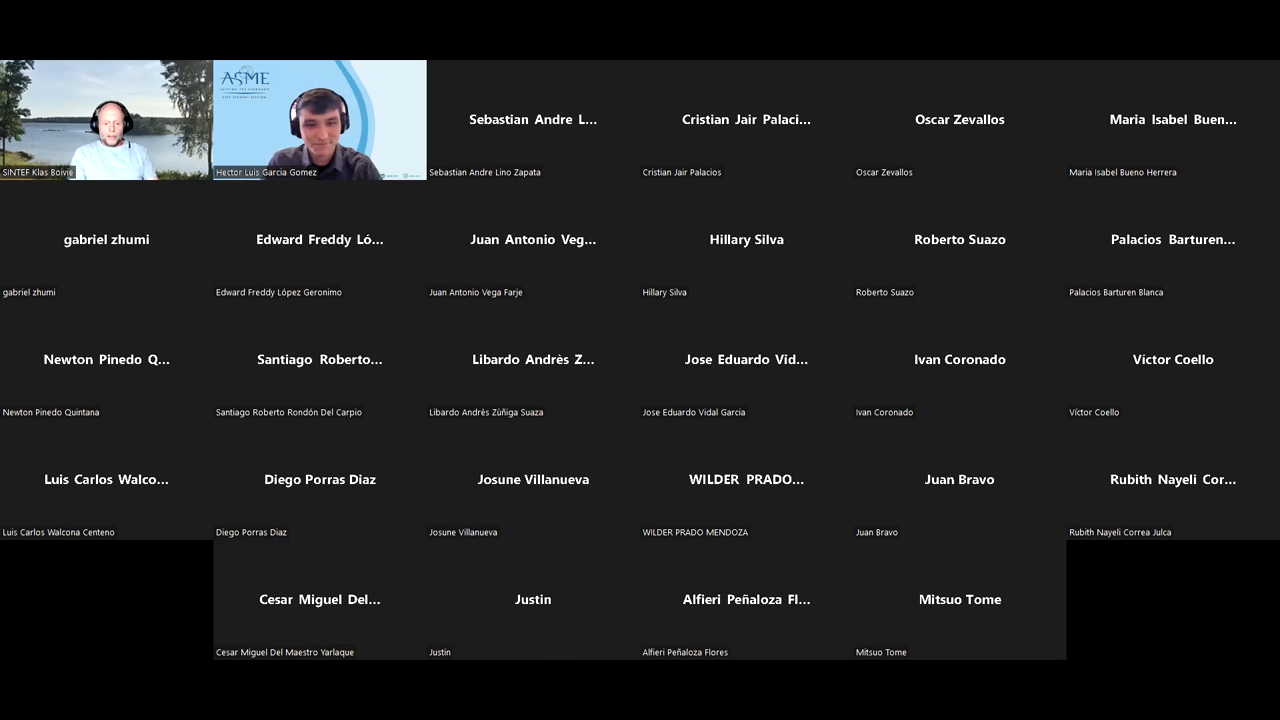 ASME
SINTEF Klas Boivie
Hector Luis Garcia Gomez
Sebastian Andre L...
Sebastian Andre Lino Zapata
Cristian Jair Palaci...
Cristian Jair Palacios
Oscar Zevallos
Oscar Zevallos
Maria Isabel Buen...
Maria Isabel Bueno Herrera
gabriel zhumi
gabriel zhumi
Edward Freddy Ló...
Edward Freddy López Geronimo
Juan Antonio Veg...
Juan Antonio Vega Farje
Hillary Silva
Hillary Silva
Roberto Suazo
Roberto Suazo
Palacios Barturen...
Palacios Barturen Blanca
Newton Pinedo Q...
Newton Pinedo Quintana
Santiago Roberto...
Santiago Roberto Rondón Del Carpio
Libardo Andrés Z...
Libardo Andrés Zúñiga Suaza
Jose Eduardo Vid...
Jose Eduardo Vidal Garcia
Ivan Coronado
Ivan Coronado
Víctor Coello
Víctor Coello
Luis Carlos Walco...
Luis Carlos Walcona Centeno
Diego Porras Diaz
Diego Porras Diaz
Josune Villanueva
Josune Villanueva
WILDER PRADO...
WILDER PRADO MENDOZA
Juan Bravo
Juan Bravo
Rubith Nayeli Cor...
Rubith Nayeli Correa Julca
Cesar Miguel Del...
Cesar Miguel Del Maestro Yarlaque
Justin
Justin
Alfieri Peñaloza Fl...
Alfieri Peñaloza Flores
Mitsuo Tome
Mitsuo Tome